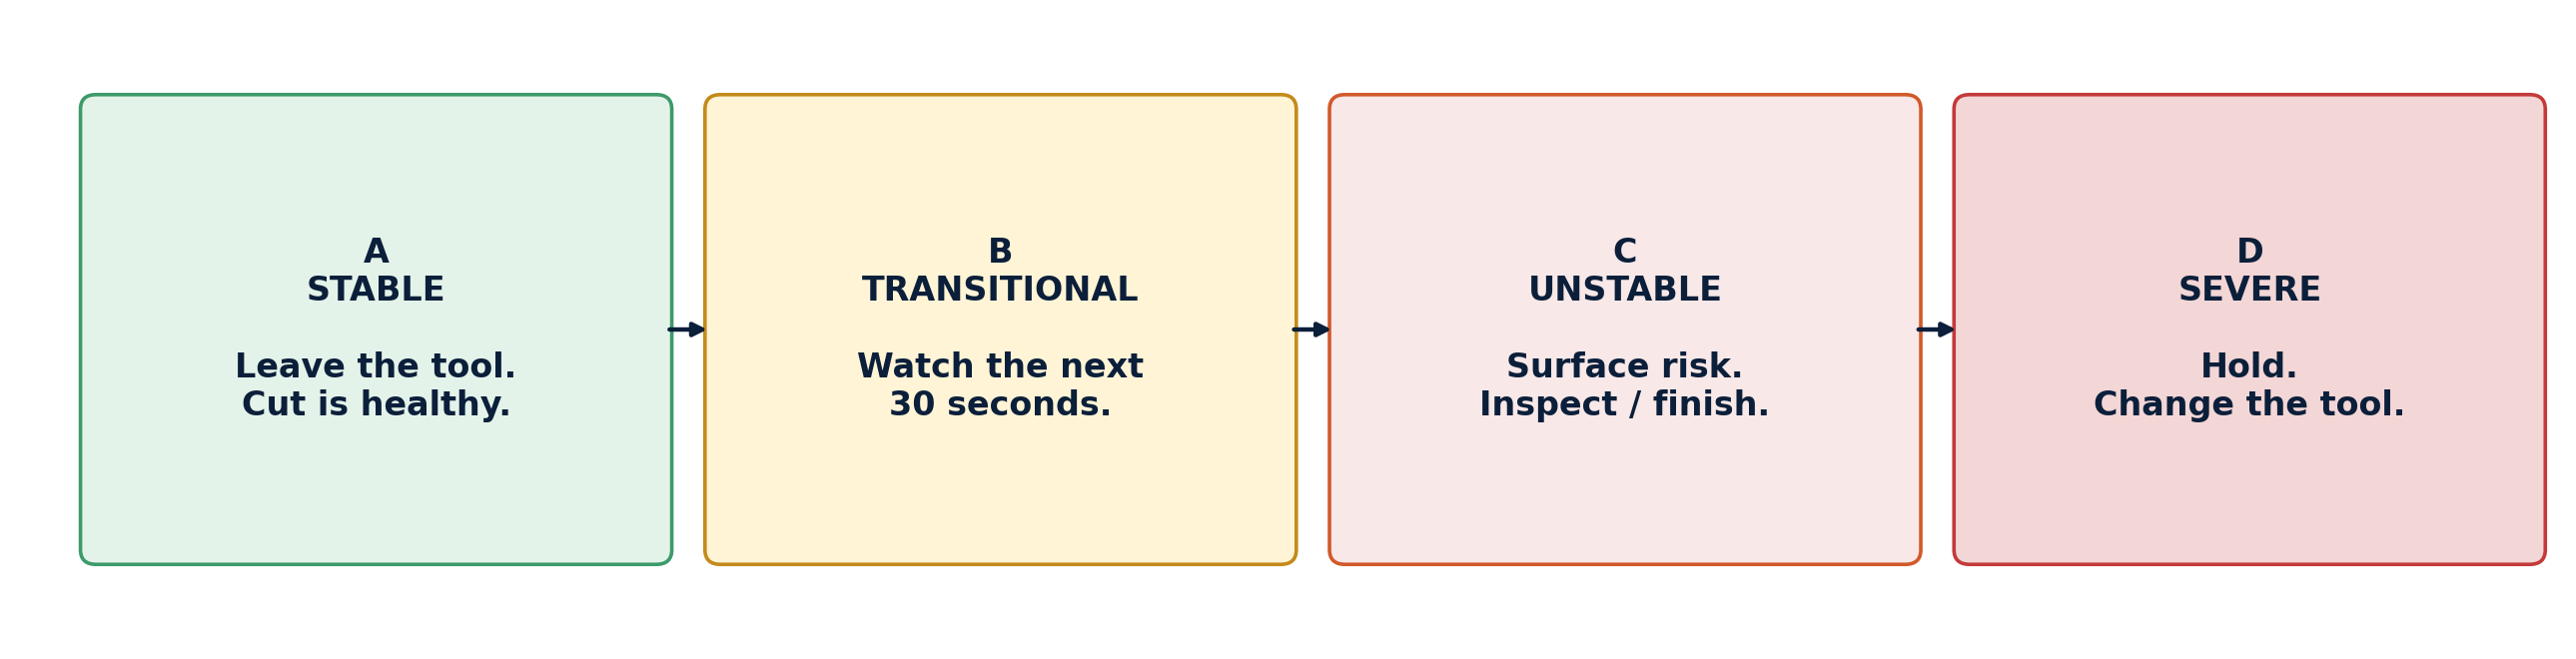 A
STABLE
Leave the tool.
Cut is healthy.
B
TRANSITIONAL
Watch the next
30 seconds.
C
UNSTABLE
Surface risk.
Inspect / finish.
D
SEVERE
Hold.
Change the tool.